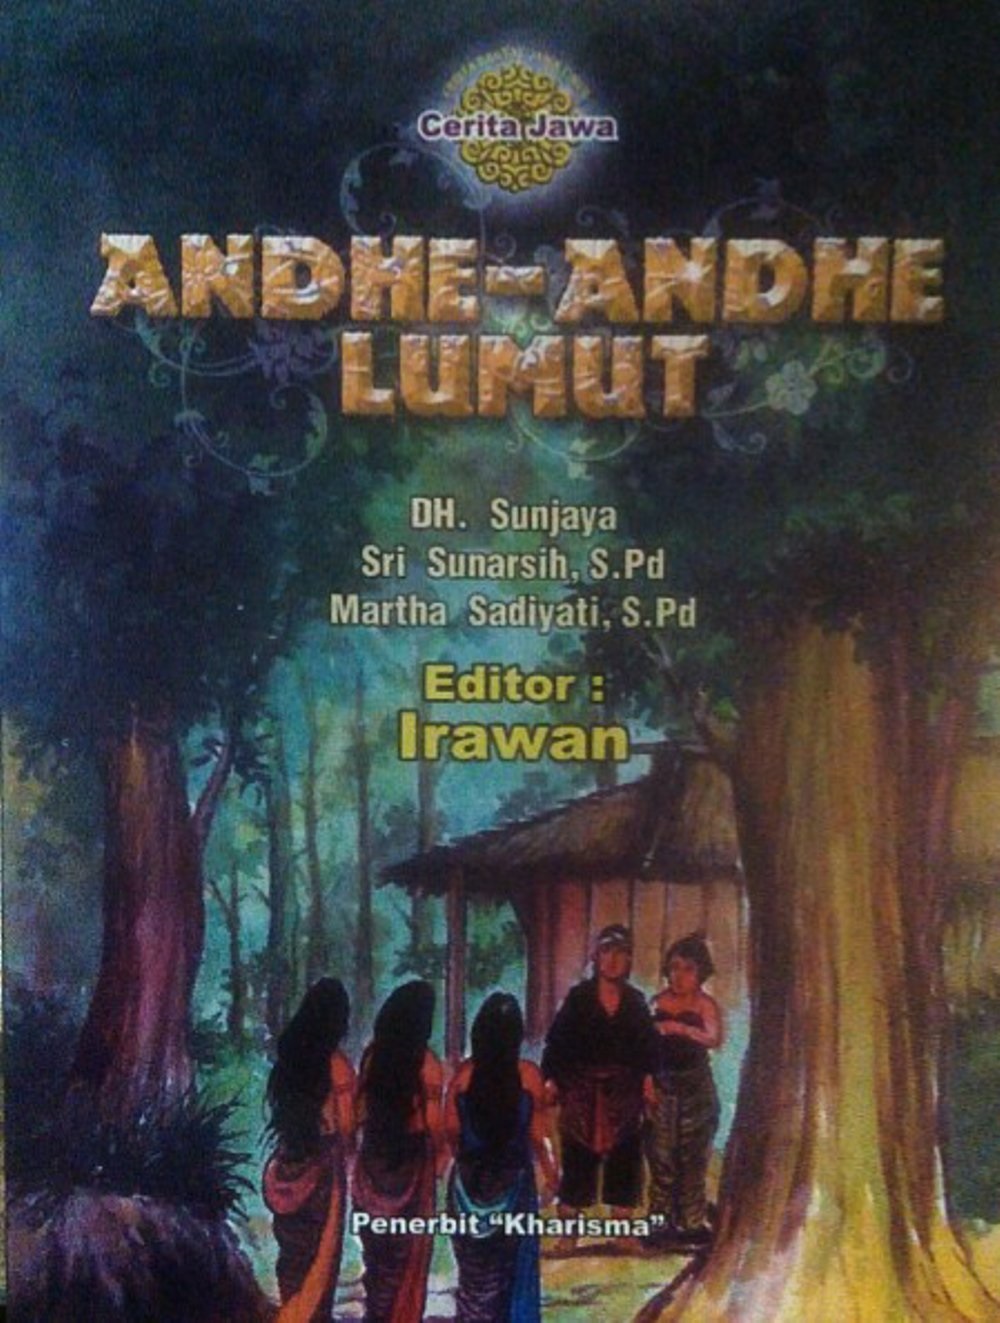 Cerita Jawa
ANDHE-ANDHE
LUMUT
DH. Sunjaya
Sri Sunarsih, S.Pd
Martha Sadiyati, S.Pd
Editor :
Irawan
Penerbit "Kharisma"